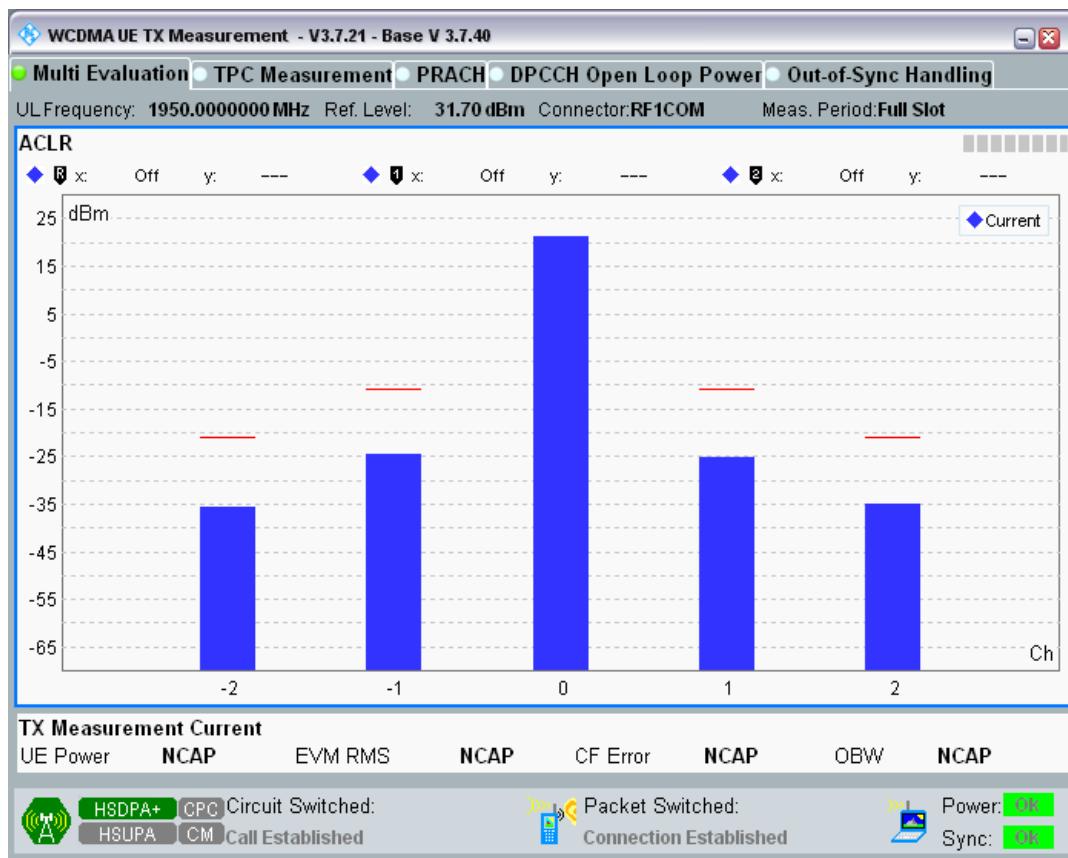 WCDMA UE TX Measurement - V3.7.21 - Base V 3.7.40
Multi Evaluation TPC Measurement PRACH DPCCH Open Loop Power Out-of-Sync Handling
UL Frequency: 1950.0000000 MHz Ref. Level: 31.70 dBm Connector:RF1COM Meas. Period:Full Slot
ACLR
R x: Off y: --- 1 x: Off y: --- 2 x: Off y: ---
dBm
Current
25
15
5
-5
-15
-25
-35
-45
-55
-65
Ch
-2 -1 0 1 2
TX Measurement Current
UE Power NCAP EVM RMS NCAP CF Error NCAP OBW NCAP
HSDPA+ CPC Circuit Switched: Packet Switched: Power: OK
HSUPA CM Call Established Connection Established Sync: OK